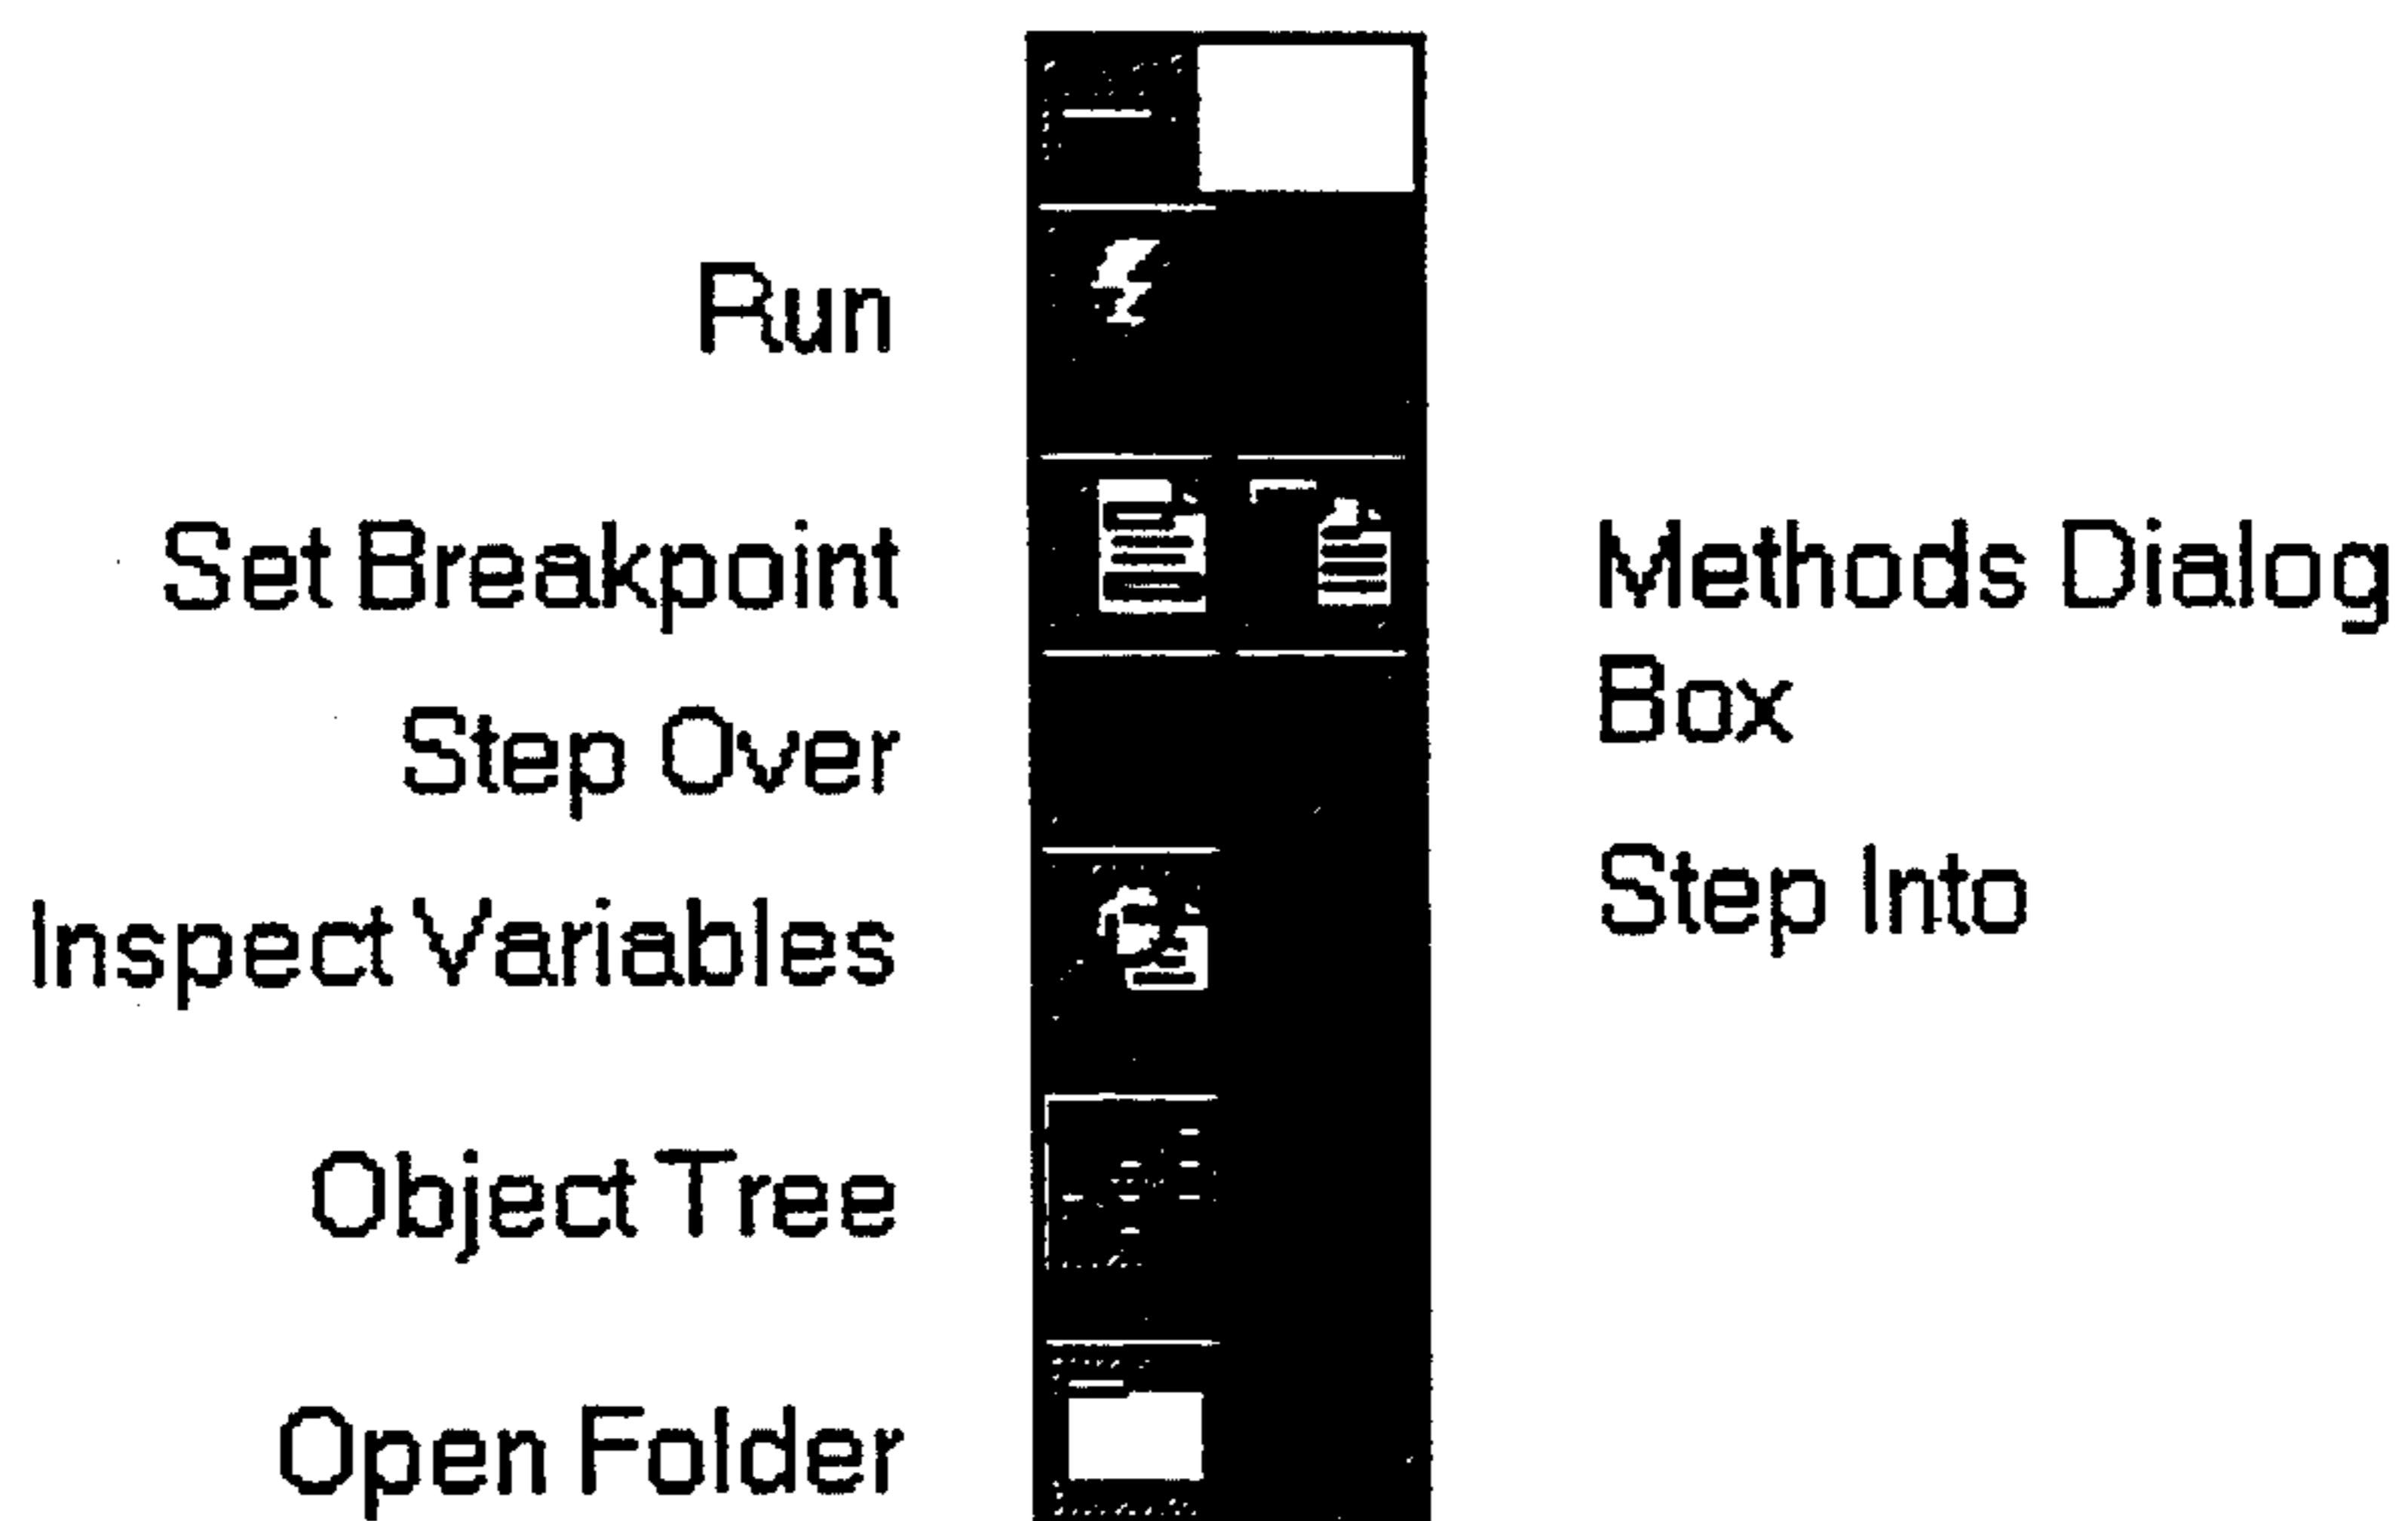 Run
Set Breakpoint
Step Over
Inspect Variables
Object Tree
Open Folder
Methods Dialog
Box
Step Into